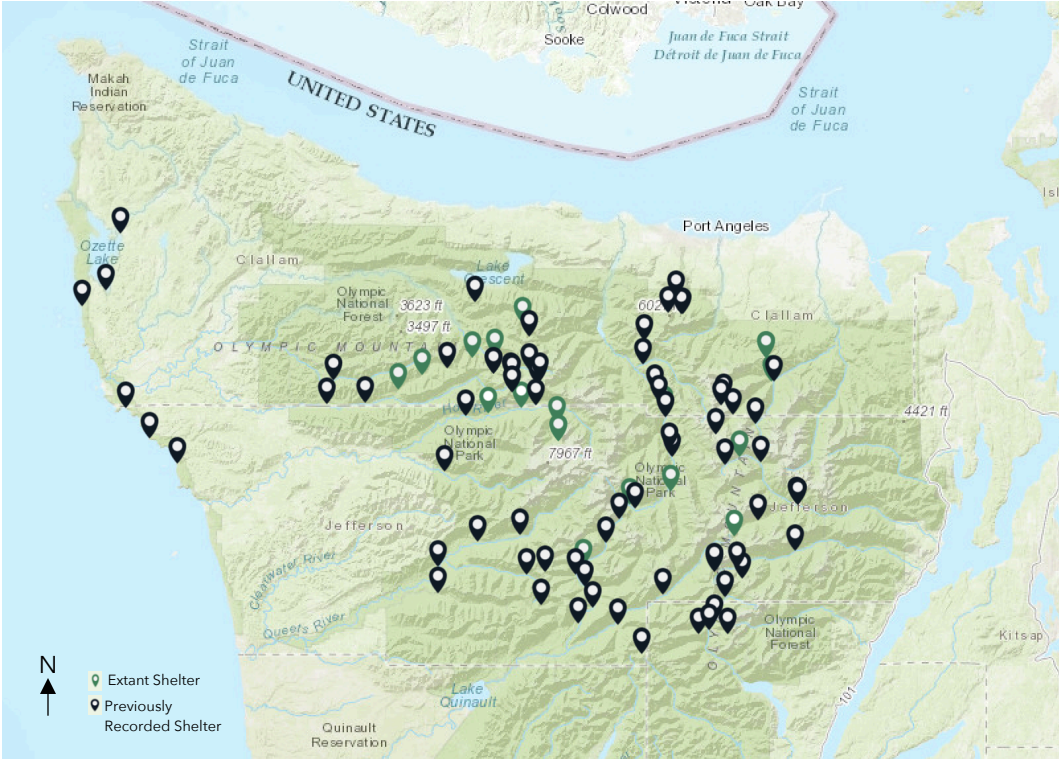 Colwood
Oak Bay
Sooke
Juan de Fuca Strait
Détroit de Juan de Fuca
Strait
of Juan
de Fuca
Makah
Indian
Reservation
UNITED STATES
Strait
of Juan
de Fuca
Port Angeles
Ozette
Lake
Clallam
Lake
Crescent
Olympic
National
Forest
3623 ft
3497 ft
602
Clallam
OLYMPIC MOUNTA
4421 ft
Olympic
National
Park
7967 ft
Olympic
National
Park
Jefferson
Jefferson
Clearwater River
Queets River
Olympic
National
Forest
Kitsap
N
Extant Shelter
Previously
Recorded Shelter
Lake
Quinault
101
Quinault
Reservation